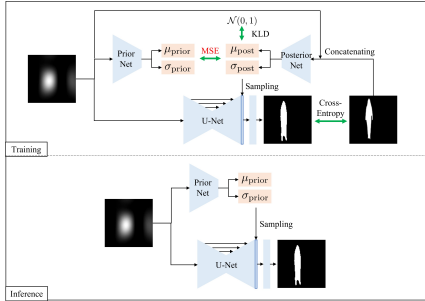 𝒩(0, 1)
KLD
Prior
Net
μprior
σprior
MSE
μpost
σpost
Posterior
Net
Concatenating
Sampling
U-Net
Cross-
Entropy
Training
Prior
Net
μprior
σprior
Sampling
U-Net
Inference